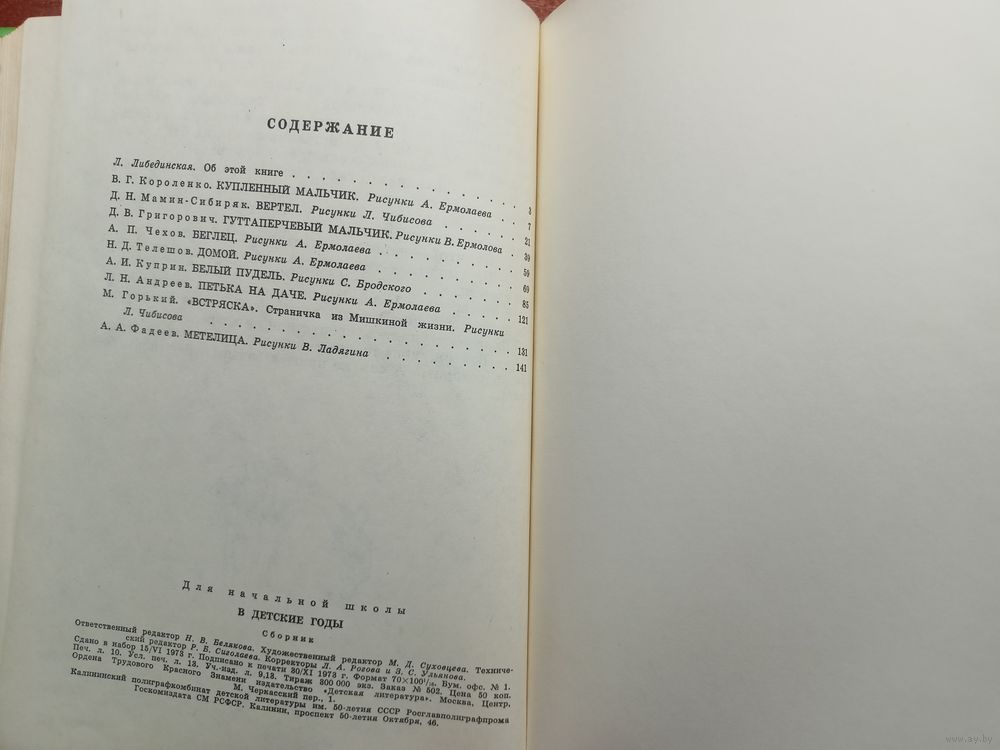 СОДЕРЖАНИЕ
Л. Либединская. Об этой книге . . . . . . . . . . . . . . . 3
В. Г. Короленко. КУПЛЕННЫЙ МАЛЬЧИК. Рисунки А. Ермолаева . . 7
Д. Н. Мамин-Сибиряк. ВЕРТЕЛ. Рисунки Л. Чибисова . . . . . 21
Д. В. Григорович. ГУТТАПЕРЧЕВЫЙ МАЛЬЧИК. Рисунки В. Ермолова . 39
А. П. Чехов. БЕГЛЕЦ. Рисунки А. Ермолаева . . . . . . . . 59
Н. Д. Телешов. ДОМОЙ. Рисунки А. Ермолаева . . . . . . . . 69
А. И. Куприн. БЕЛЫЙ ПУДЕЛЬ. Рисунки С. Бродского . . . . . . 85
Л. Н. Андреев. ПЕТЬКА НА ДАЧЕ. Рисунки А. Ермолаева . . . . . 121
М. Горький. «ВСТРЯСКА». Страничка из Мишкиной жизни. Рисунки
Л. Чибисова . . . . . . . . . . . . . . . . . . 131
А. А. Фадеев. МЕТЕЛИЦА. Рисунки В. Ладягина . . . . . . . . 141
Для начальной школы
В ДЕТСКИЕ ГОДЫ
Сборник
Ответственный редактор Н. В. Белякова. Художественный редактор М. Д. Суховцева. Техниче-
ский редактор Р. Б. Сиголаева. Корректоры Л. А. Рогова и З. С. Ульянова.
Сдано в набор 15/VI 1973 г. Подписано к печати 30/XI 1973 г. Формат 70×100 1/16. Бум. офс. № 1.
Печ. л. 10. Усл. печ. л. 13. Уч.-изд. л. 9,13. Тираж 300 000 экз. Заказ № 502. Цена 50 коп.
Ордена Трудового Красного Знамени издательство «Детская литература». Москва, Центр.
М. Черкасский пер., 1.
Калининский полиграфкомбинат детской литературы им. 50-летия СССР Росглавполиграфпрома
Госкомиздата СМ РСФСР. Калинин, проспект 50-летия Октября, 46.
www.ay.by